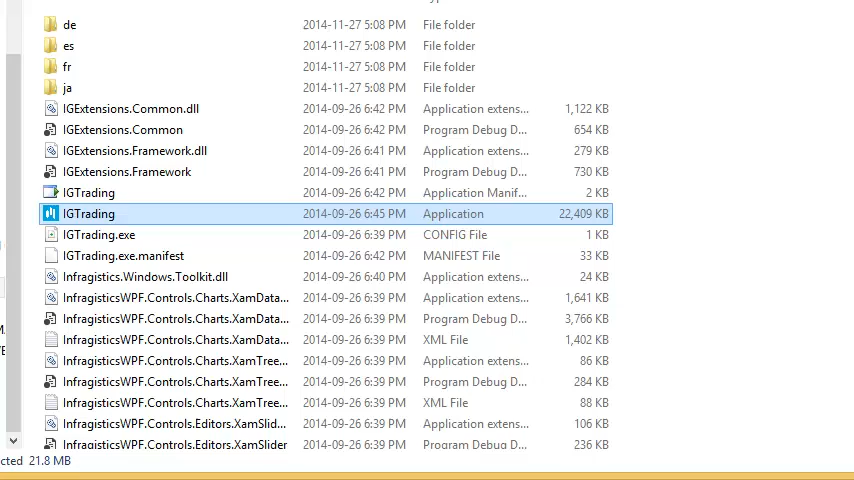 de 2014-11-27 5:08 PM File folder
es 2014-11-27 5:08 PM File folder
fr 2014-11-27 5:08 PM File folder
ja 2014-11-27 5:08 PM File folder
IGExtensions.Common.dll 2014-09-26 6:42 PM Application extens... 1,122 KB
IGExtensions.Common 2014-09-26 6:42 PM Program Debug D... 654 KB
IGExtensions.Framework.dll 2014-09-26 6:41 PM Application extens... 279 KB
IGExtensions.Framework 2014-09-26 6:41 PM Program Debug D... 730 KB
IGTrading 2014-09-26 6:42 PM Application Manif... 2 KB
IGTrading 2014-09-26 6:45 PM Application 22,409 KB
IGTrading.exe 2014-09-26 6:39 PM CONFIG File 1 KB
IGTrading.exe.manifest 2014-09-26 6:42 PM MANIFEST File 33 KB
Infragistics.Windows.Toolkit.dll 2014-09-26 6:40 PM Application extens... 24 KB
InfragisticsWPF.Controls.Charts.XamData... 2014-09-26 6:39 PM Application extens... 1,641 KB
InfragisticsWPF.Controls.Charts.XamData... 2014-09-26 6:39 PM Program Debug D... 3,766 KB
InfragisticsWPF.Controls.Charts.XamData... 2014-09-26 6:39 PM XML File 1,402 KB
InfragisticsWPF.Controls.Charts.XamTree... 2014-09-26 6:39 PM Application extens... 86 KB
InfragisticsWPF.Controls.Charts.XamTree... 2014-09-26 6:39 PM Program Debug D... 284 KB
InfragisticsWPF.Controls.Charts.XamTree... 2014-09-26 6:39 PM XML File 88 KB
InfragisticsWPF.Controls.Editors.XamSlid... 2014-09-26 6:39 PM Application extens... 106 KB
InfragisticsWPF.Controls.Editors.XamSlider 2014-09-26 6:39 PM Program Debug D... 236 KB
cted 21.8 MB